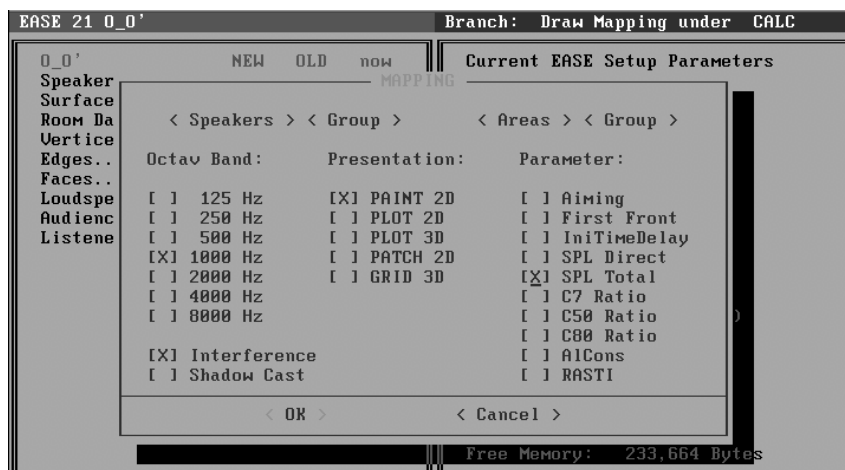 EASE 21 O_O' Branch: Draw Mapping under CALC
O_O' NEW OLD now Current EASE Setup Parameters
Speaker MAPPING
Surface
Room Da < Speakers > < Group > < Areas > < Group >
Vertice
Edges.. Octav Band: Presentation: Parameter:
Faces..
Loudspe [ ] 125 Hz [X] PAINT 2D [ ] Aiming
Audienc [ ] 250 Hz [ ] PLOT 2D [ ] First Front
Listene [ ] 500 Hz [ ] PLOT 3D [ ] IniTimeDelay
[X] 1000 Hz [ ] PATCH 2D [ ] SPL Direct
[ ] 2000 Hz [ ] GRID 3D [X] SPL Total
[ ] 4000 Hz [ ] C7 Ratio
[ ] 8000 Hz [ ] C50 Ratio )
[ ] C80 Ratio
[X] Interference [ ] AlCons
[ ] Shadow Cast [ ] RASTI
< OK > < Cancel >
Free Memory: 233,664 Bytes